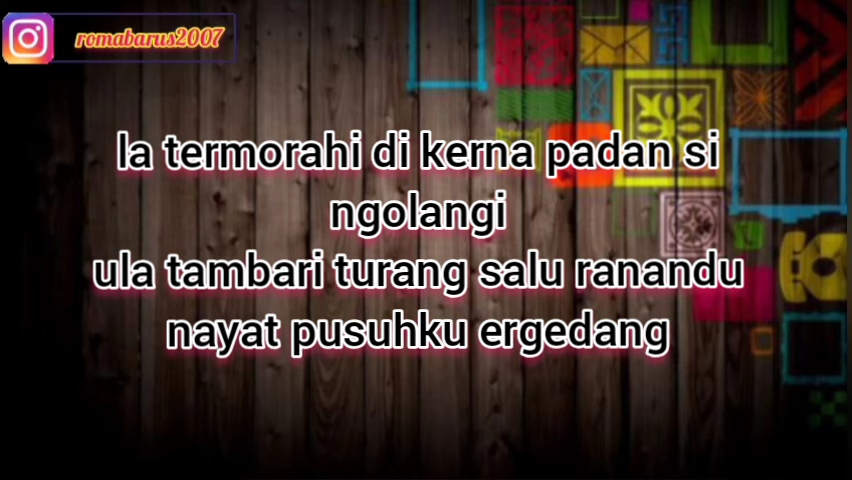 romabarus2007
la termorahi di kerna padan si
ngolangi
ula tambari turang salu ranandu
nayat pusuhku ergedang